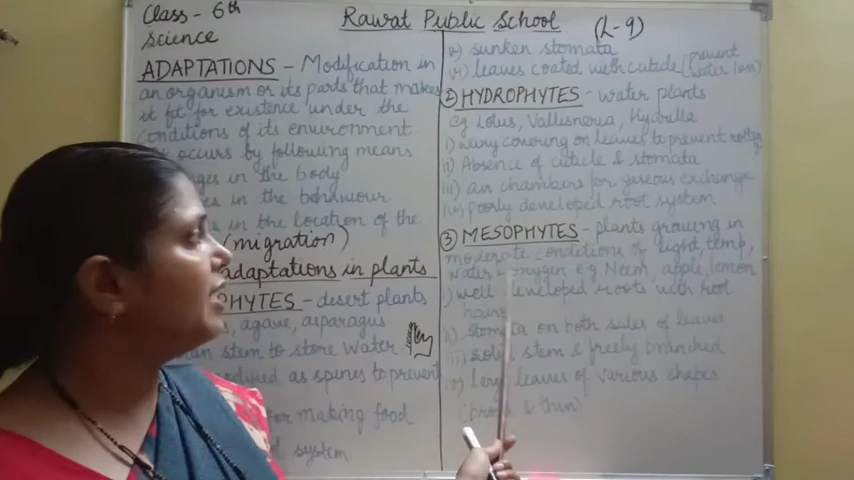 Class - 6th
Science
Rawat Public School
(L-9)
ADAPTATIONS - Modification in
an organism or its parts that makes
it fit for existence under the
conditions of its environment
occurs by following means
in the body
in the behaviour
in the location of the
(migration)
adaptations in plants
PHYTES - desert plants
agave, asparagus
stem to store water
as spines to prevent
for making food
system
v) sunken stomata
vi) leaves coated with cuticle (prevent
water loss)
② HYDROPHYTES - water plants
eg Lotus, Vallisneria, Hydrilla
i) waxy covering on leaves to prevent
ii) Absence of cuticle & stomata
iii) air chambers for gaseous exchange
iv) poorly developed root system
③ MESOPHYTES - plants growing in
moderate conditions of light, temp,
water oxygen e.g Neem, apple, lemon
i) well developed roots with root
hairs
ii) Stomata on both sides of leaves
iii) stem & freely branched
leaves of various shapes